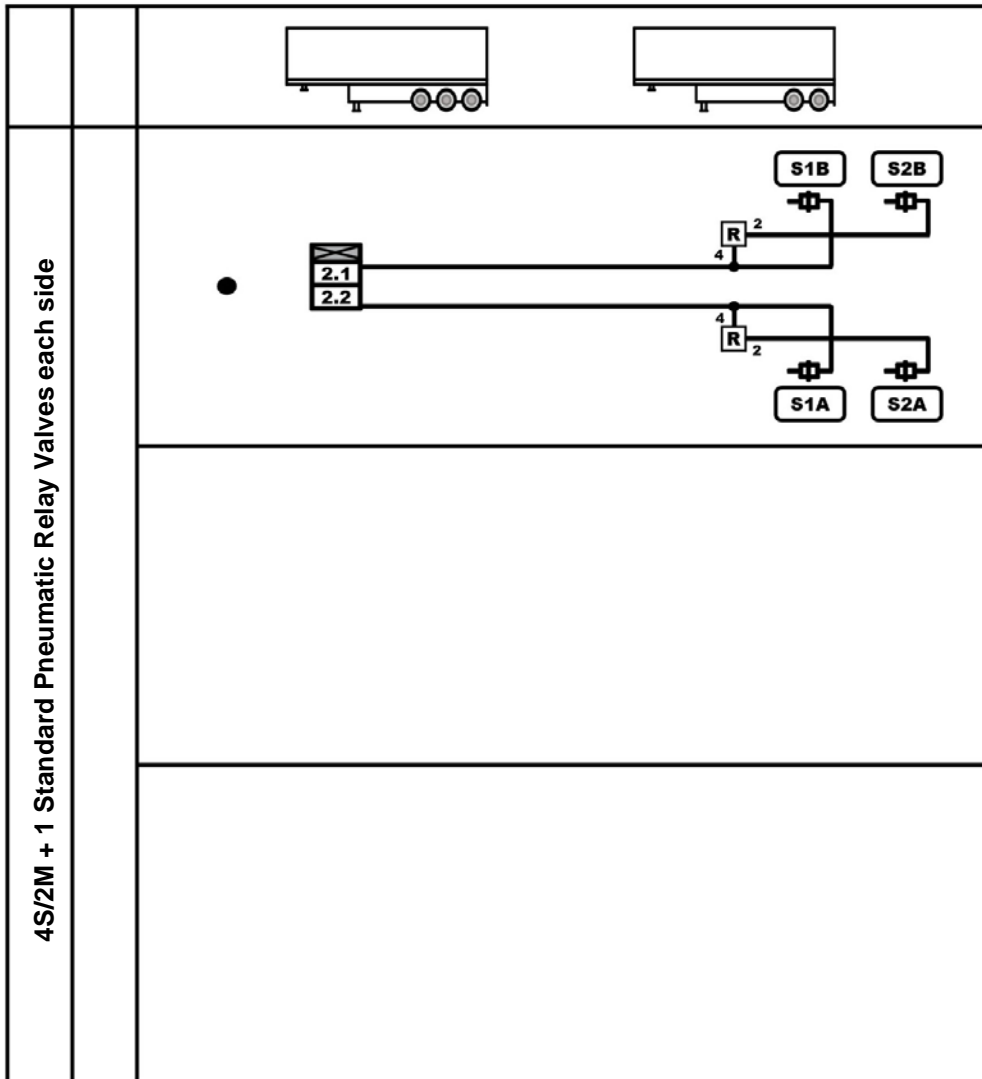 4S/2M + 1 Standard Pneumatic Relay Valves each side
S1B S2B
R 2
4
2.1
2.2
4
R 2
S1A S2A